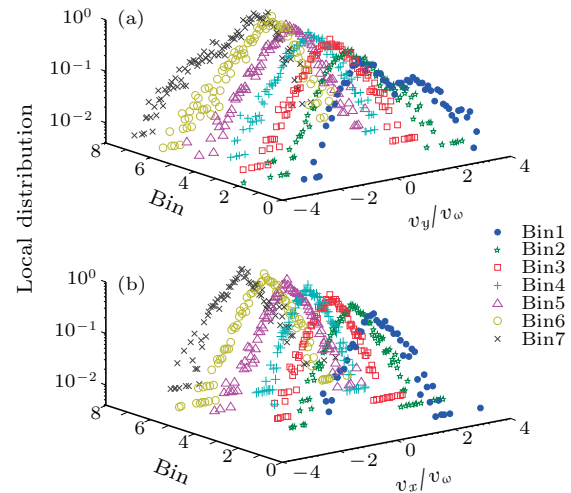 Local distribution
(a)
10^0
10^-1
10^-2
8
6
4
2
0
Bin
-4
-2
0
2
4
v_y/v_ω
Bin1
Bin2
Bin3
Bin4
Bin5
Bin6
Bin7
(b)
10^0
10^-1
10^-2
8
6
4
2
0
Bin
-4
-2
0
2
4
v_x/v_ω